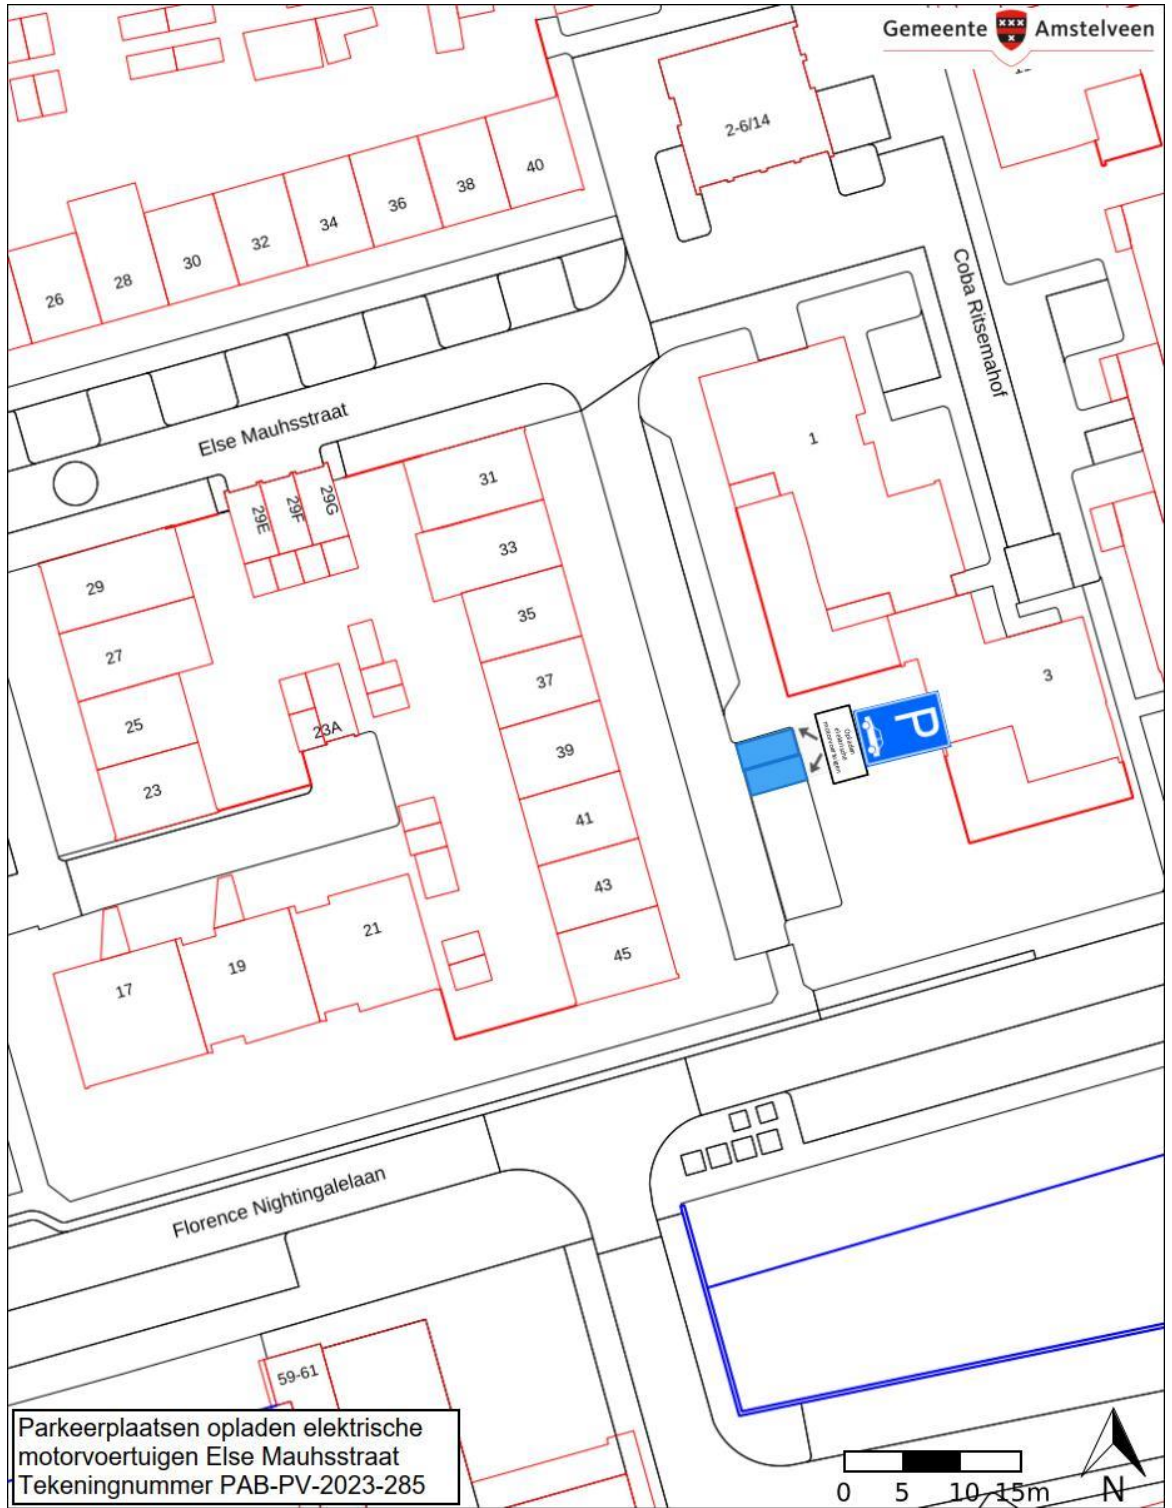 Gemeente Amstelveen
2-6/14
40
38
36
34
32
30
28
26
Coba Ritsemahof
Else Mauhsstraat
1
31
29E
29F
29G
33
29
35
27
37
3
25
23A
39
P
Opladen
elektrische
motorvoertuigen
23
41
43
21
45
19
17
Florence Nightingalelaan
59-61
Parkeerplaatsen opladen elektrische
motorvoertuigen Else Mauhsstraat
Tekeningnummer PAB-PV-2023-285
0 5 10 15m
N